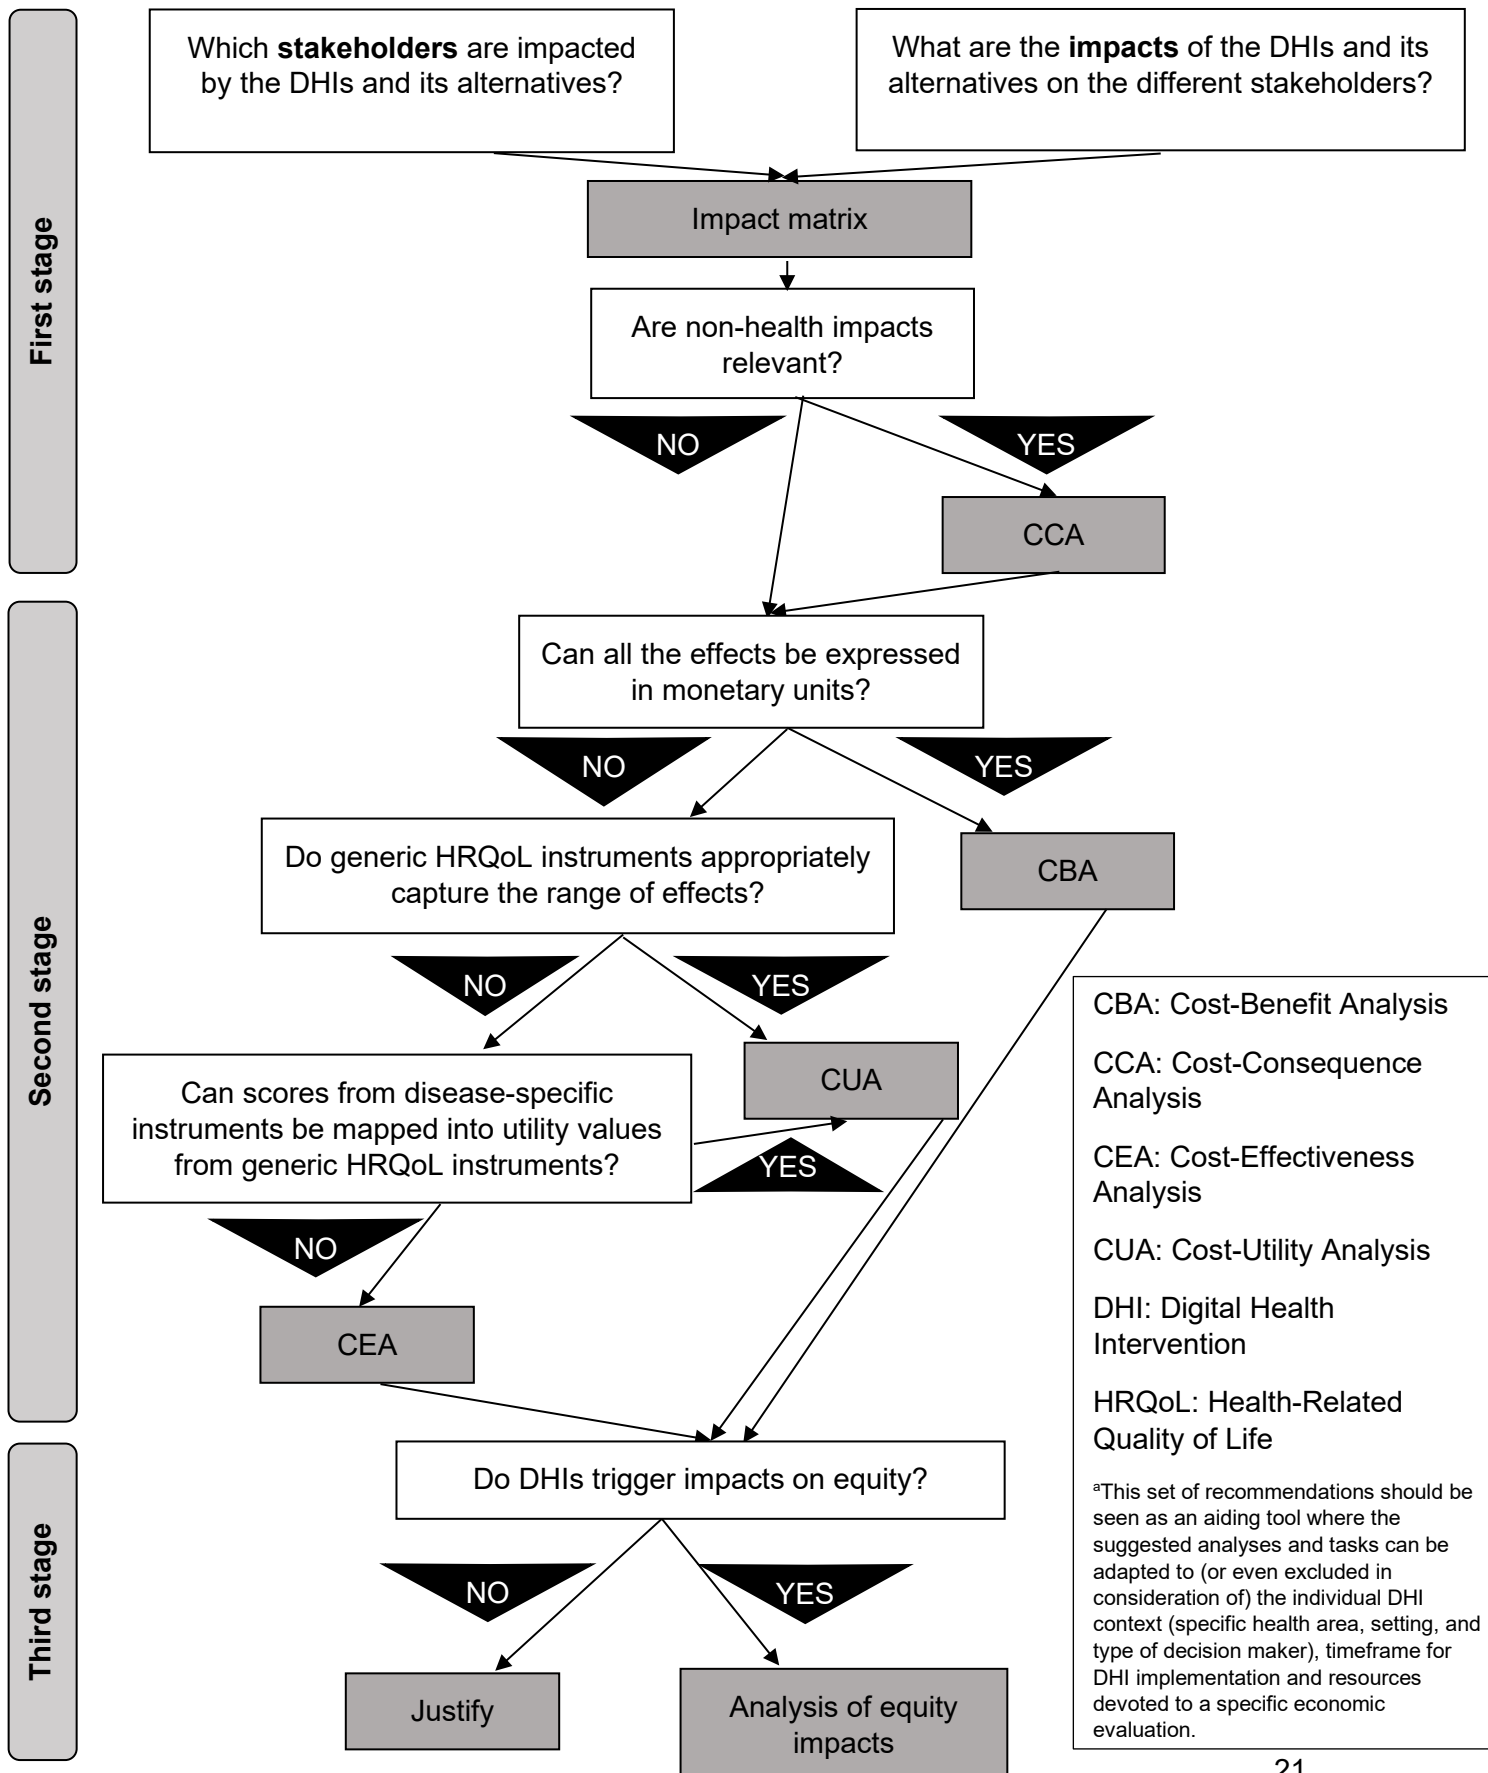 First stage
Which stakeholders are impacted
by the DHIs and its alternatives?
What are the impacts of the DHIs and its
alternatives on the different stakeholders?
Impact matrix
Are non-health impacts
relevant?
NO
YES
CCA
Second stage
Can all the effects be expressed
in monetary units?
NO
YES
Do generic HRQoL instruments appropriately
capture the range of effects?
CBA
NO
YES
Can scores from disease-specific
instruments be mapped into utility values
from generic HRQoL instruments?
CUA
YES
NO
CEA
Third stage
Do DHIs trigger impacts on equity?
NO
YES
Justify
Analysis of equity
impacts
CBA: Cost-Benefit Analysis
CCA: Cost-Consequence
Analysis
CEA: Cost-Effectiveness
Analysis
CUA: Cost-Utility Analysis
DHI: Digital Health
Intervention
HRQoL: Health-Related
Quality of Life
aThis set of recommendations should be
seen as an aiding tool where the
suggested analyses and tasks can be
adapted to (or even excluded in
consideration of) the individual DHI
context (specific health area, setting, and
type of decision maker), timeframe for
DHI implementation and resources
devoted to a specific economic
evaluation.
21